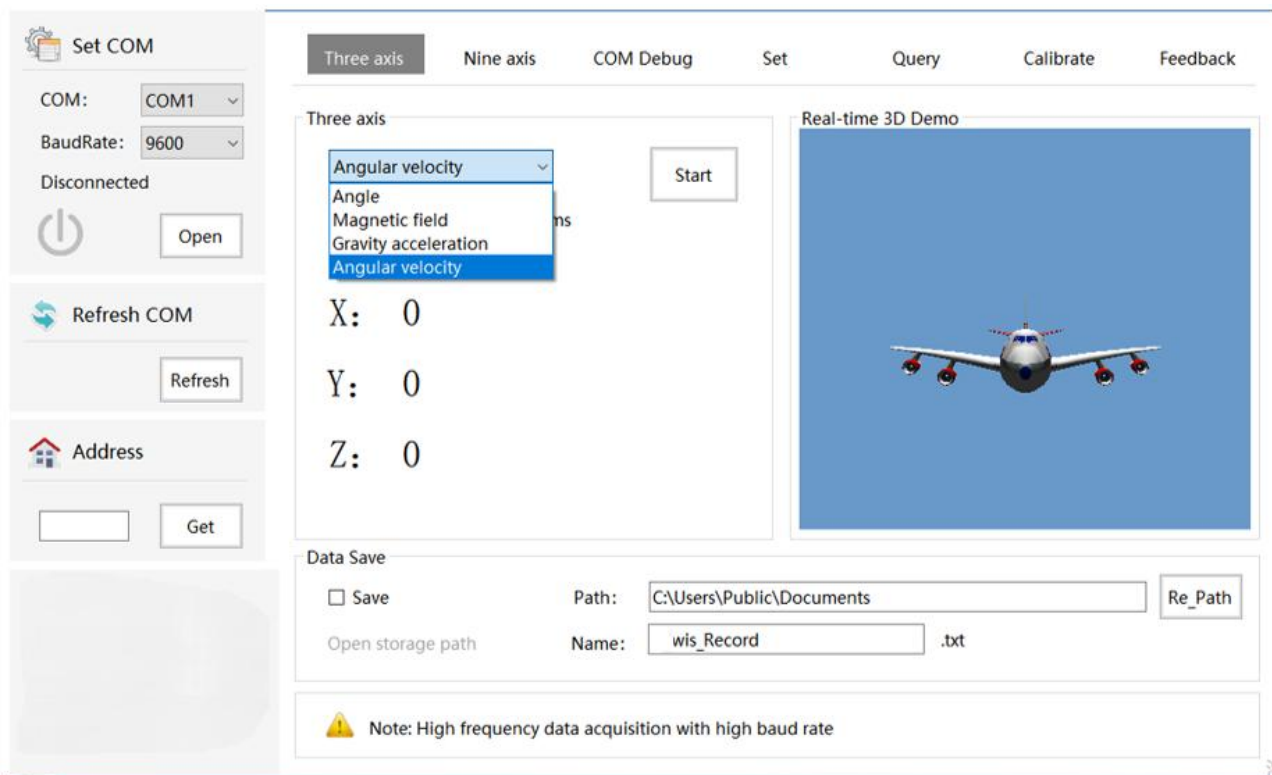 Set COM
COM: COM1
BaudRate: 9600
Disconnected
Open
Refresh COM
Refresh
Address
Get
Three axis Nine axis COM Debug Set Query Calibrate Feedback
Three axis
Angular velocity
Start
Angle
Magnetic field
ms
Gravity acceleration
Angular velocity
X: 0
Y: 0
Z: 0
Real-time 3D Demo
Data Save
Save Path: C:\Users\Public\Documents Re_Path
Open storage path Name: wis_Record .txt
Note: High frequency data acquisition with high baud rate